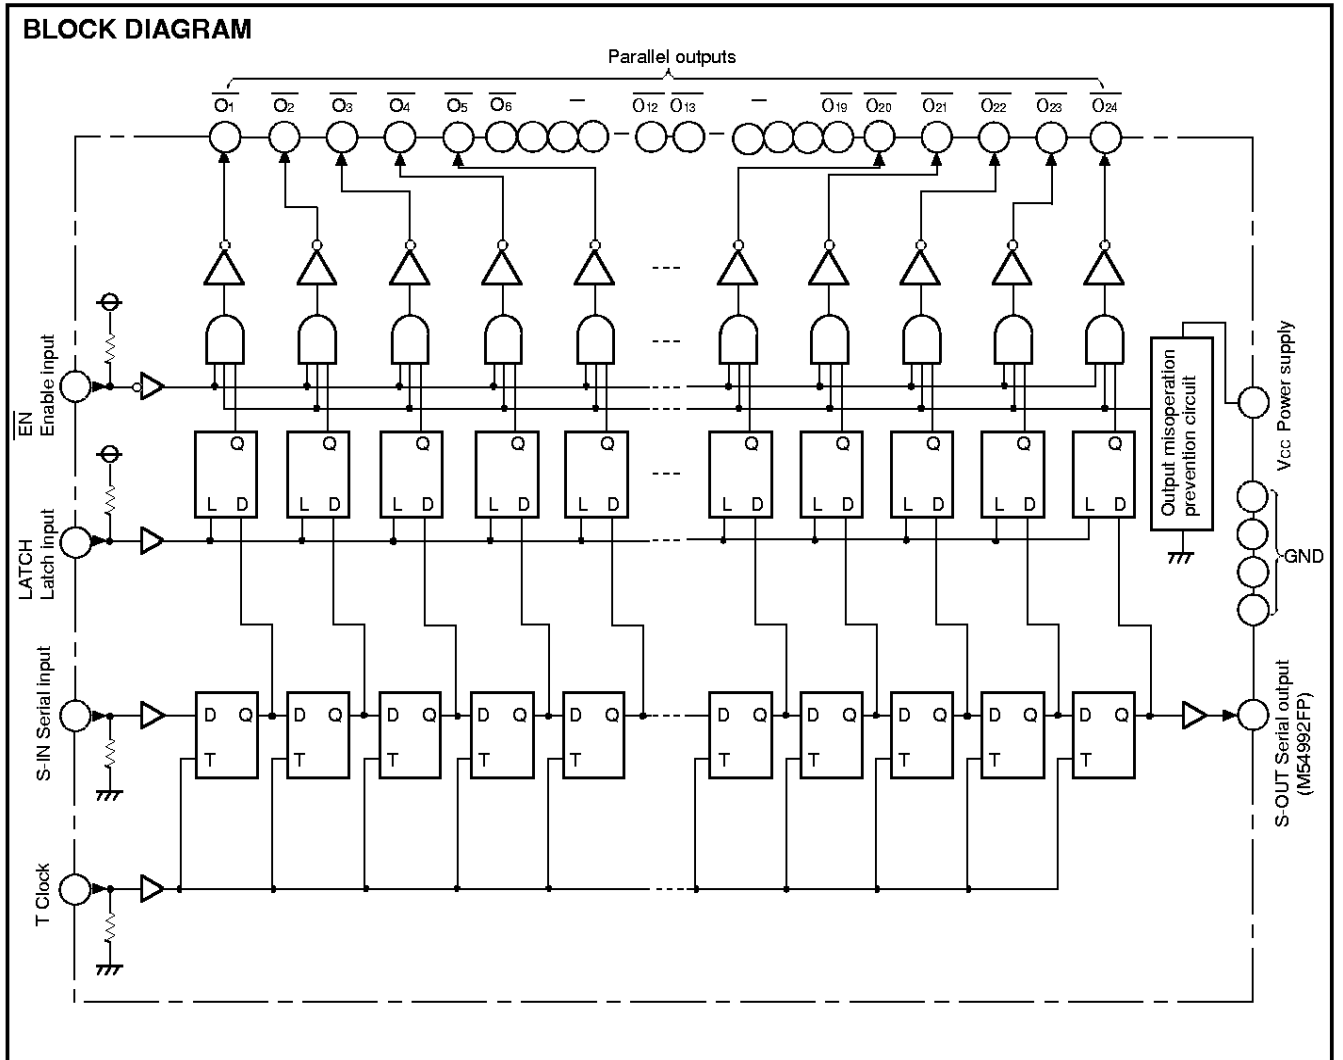 BLOCK DIAGRAM
Parallel outputs
O1 O2 O3 O4 O5 O6 – O12 O13 – O19 O20 O21 O22 O23 O24
EN
Enable input
Q Q Q Q Q Q Q Q Q Q
L D L D L D L D L D L D L D L D L D L D
LATCH
Latch input
Output misoperation
prevention circuit
Vcc Power supply
GND
S-IN Serial input
D Q D Q D Q D Q D Q D Q D Q D Q D Q D Q
T T T T T T T T T T
S-OUT Serial output
(M54992FP)
T Clock